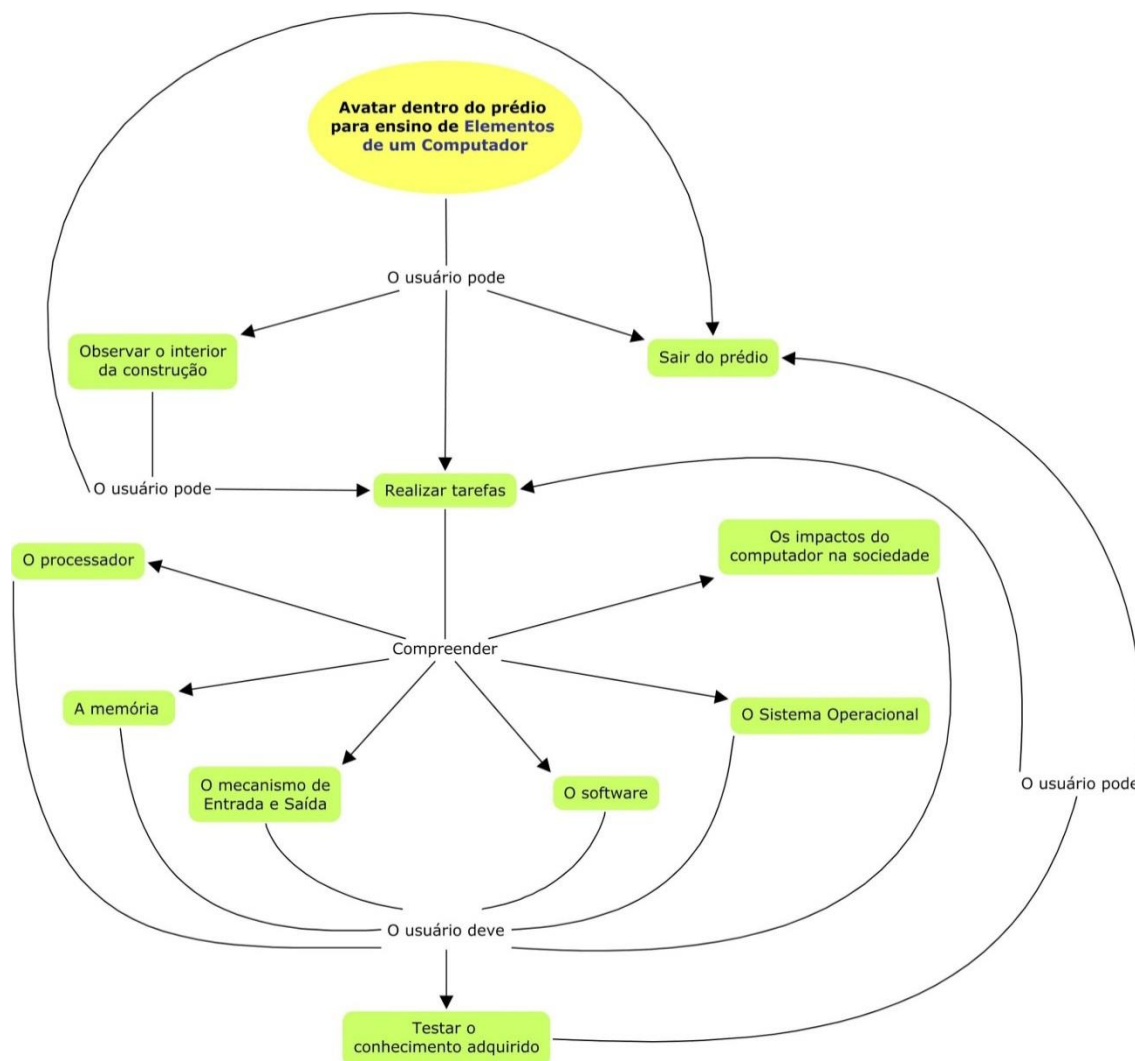 Avatar dentro do prédio
para ensino de Elementos
de um Computador
O usuário pode
Observar o interior
da construção
Sair do prédio
O usuário pode
Realizar tarefas
Os impactos do
computador na sociedade
O processador
Compreender
A memória
O Sistema Operacional
O mecanismo de
Entrada e Saída
O software
O usuário pode
O usuário deve
Testar o
conhecimento adquirido